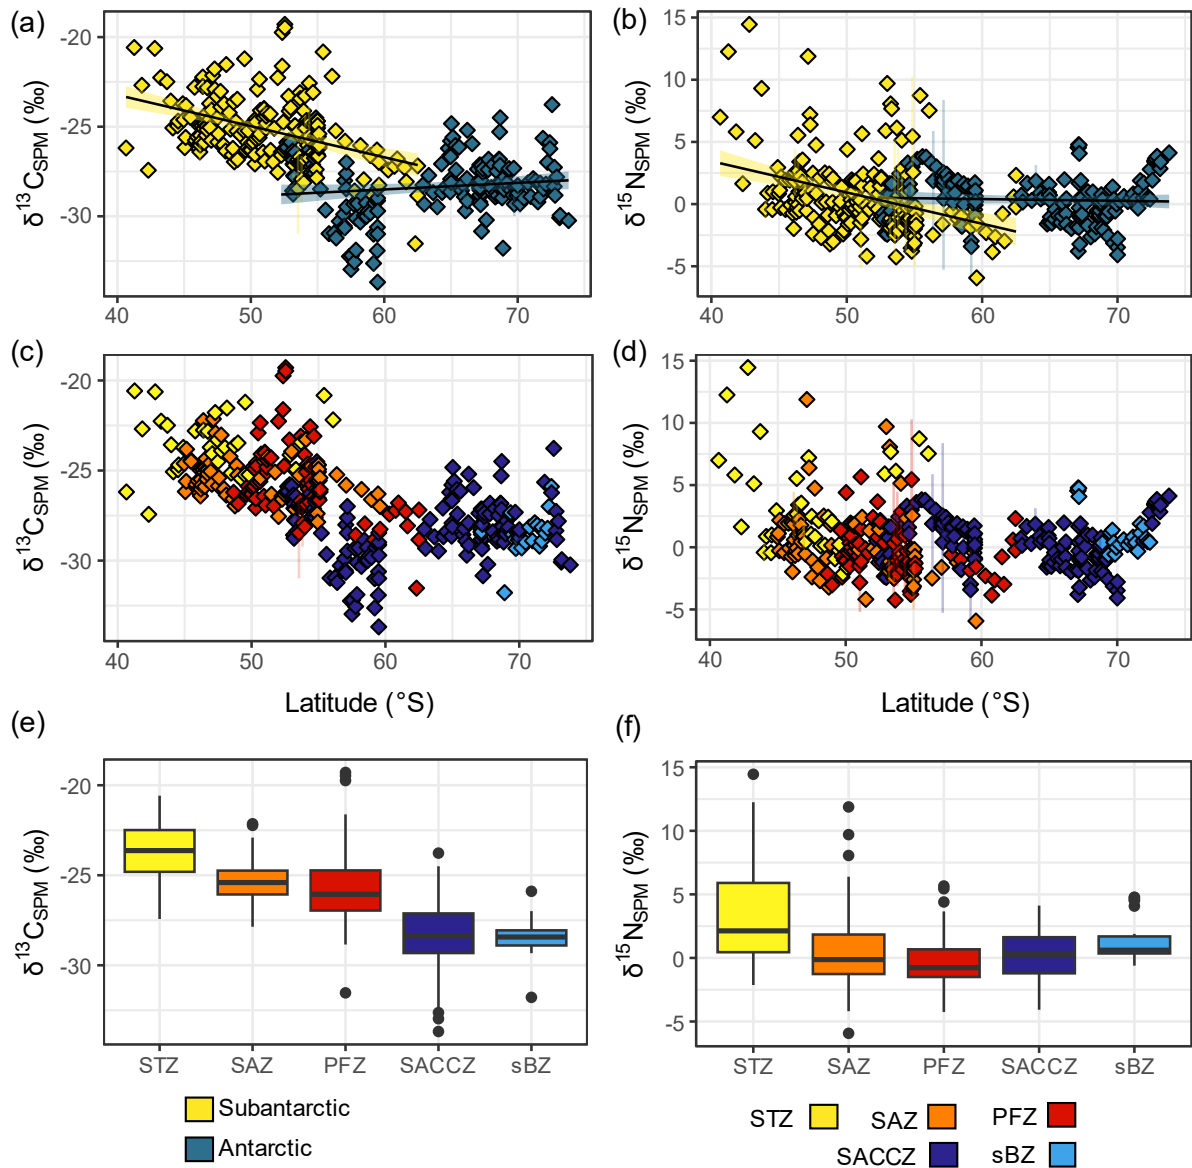 (a)
-20
-25
-30
δ13CSPM (‰)
40 50 60 70
(b)
15
10
5
0
-5
δ15NSPM (‰)
40 50 60 70
(c)
-20
-25
-30
δ13CSPM (‰)
40 50 60 70
Latitude (°S)
(d)
15
10
5
0
-5
δ15NSPM (‰)
40 50 60 70
Latitude (°S)
(e)
-20
-25
-30
δ13CSPM (‰)
STZ SAZ PFZ SACCZ sBZ
Subantarctic
Antarctic
(f)
15
10
5
0
-5
δ15NSPM (‰)
STZ SAZ PFZ SACCZ sBZ
STZ SAZ PFZ
SACCZ sBZ